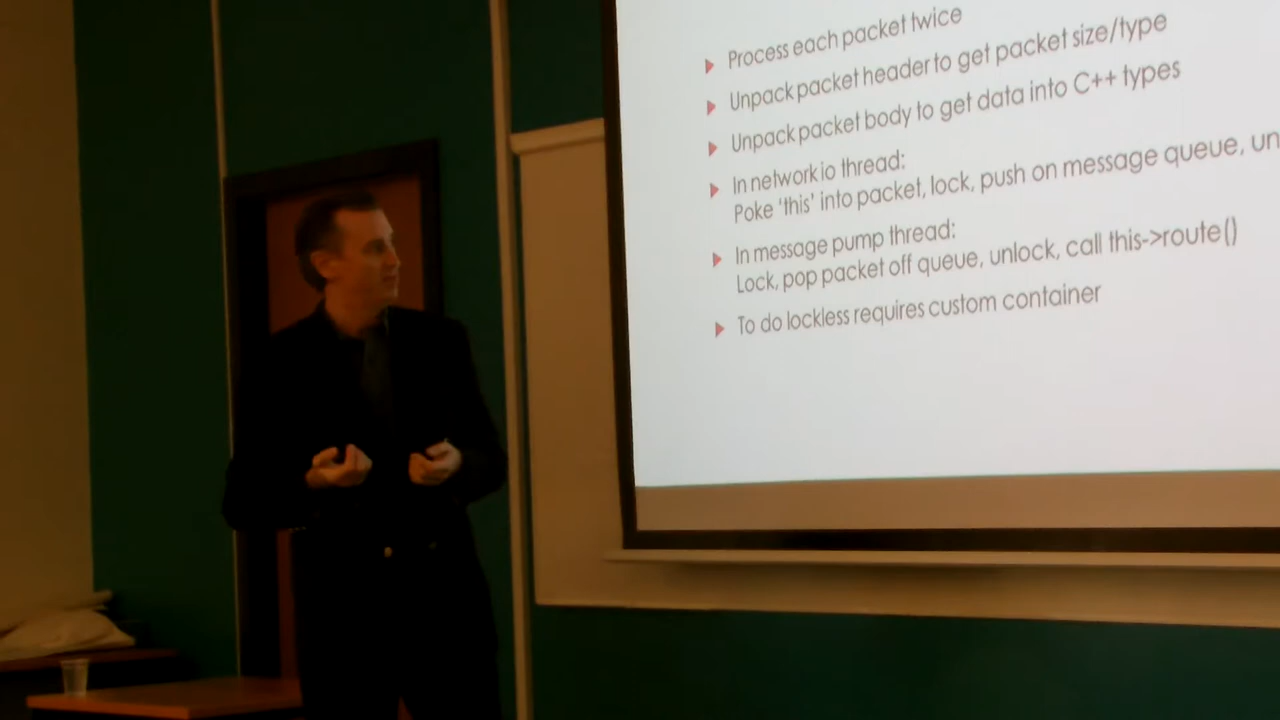 Process each packet twice
Unpack packet header to get packet size/type
Unpack packet body to get data into C++ types
In network io thread:
Poke 'this' into packet, lock, push on message queue,
In message pump thread:
Lock, pop packet off queue, unlock, call this->route()
To do lockless requires custom container